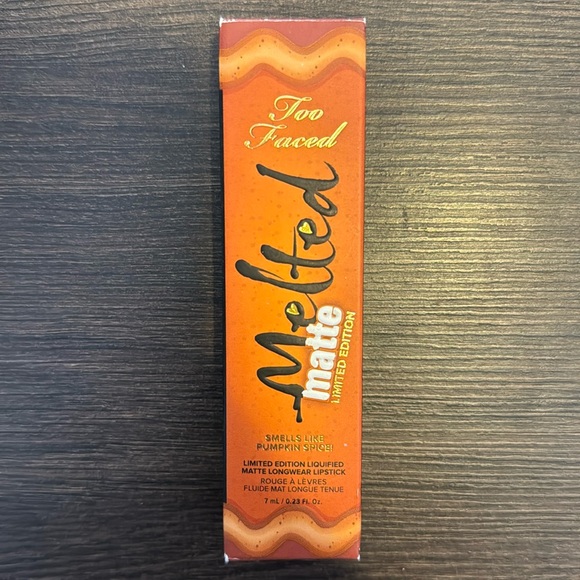 Too
Faced
Melted
matte
LIMITED EDITION
SMELLS LIKE
PUMPKIN SPICE!
LIMITED EDITION LIQUIFIED
MATTE LONGWEAR LIPSTICK
ROUGE À LÈVRES
FLUIDE MAT LONGUE TENUE
7 mL / 0.23 FL. Oz.